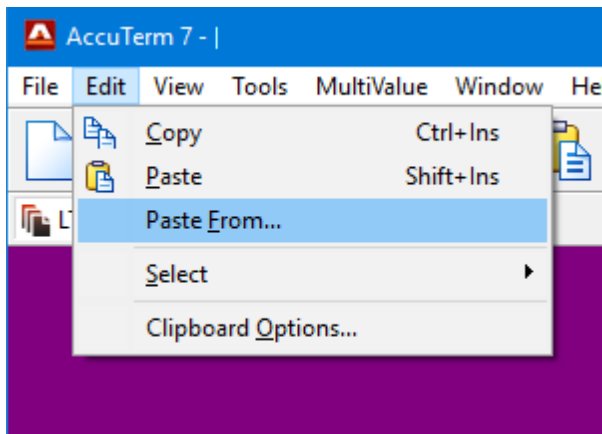 AccuTerm 7 - |
File Edit View Tools MultiValue Window He
Copy Ctrl+Ins
Paste Shift+Ins
L
Paste From...
Select
Clipboard Options...